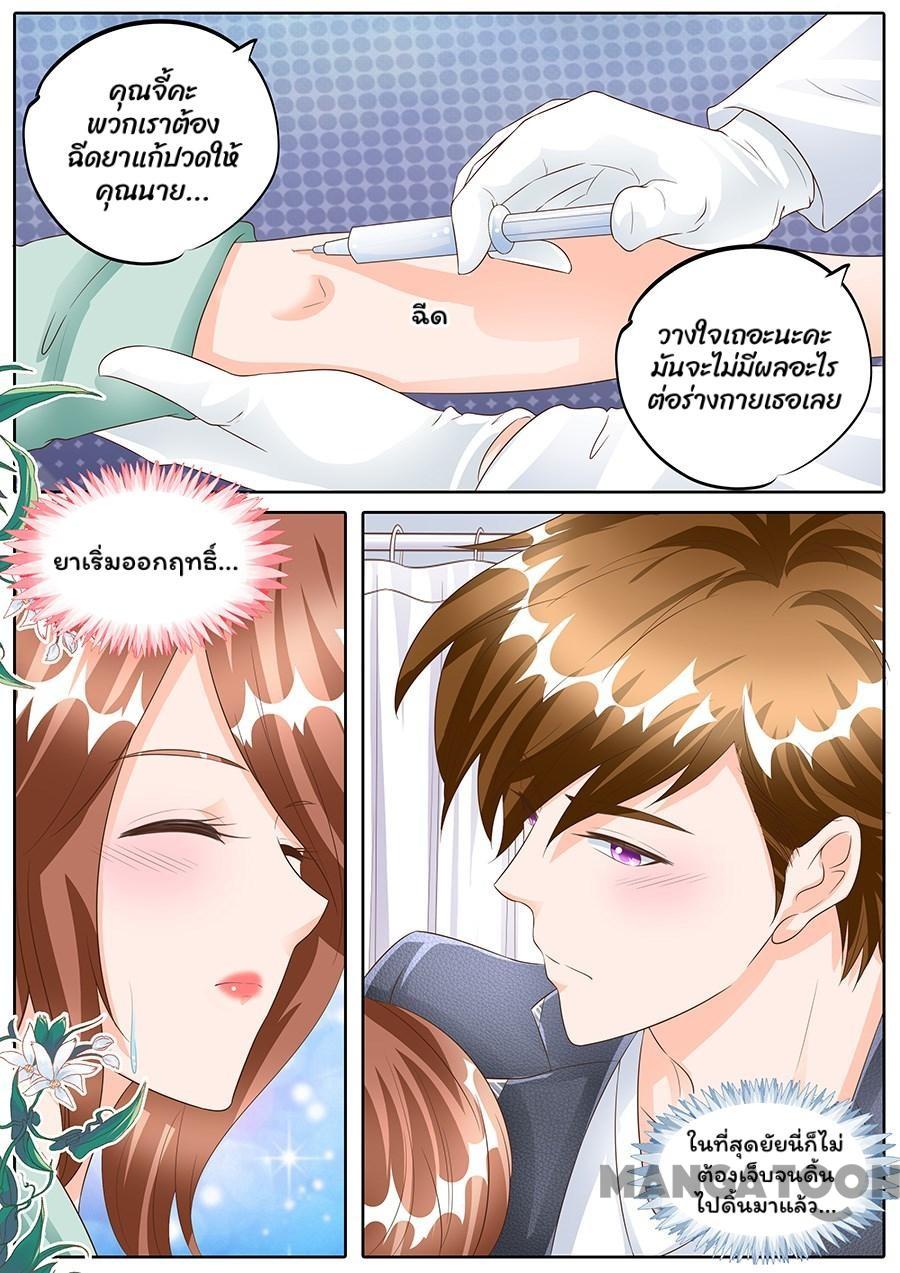 คุณจี้คะ
พวกเราต้อง
ฉีดยาแก้ปวดให้
คุณนาย...
ฉีด
วางใจเถอะนะคะ
มันจะไม่มีผลอะไร
ต่อร่างกายเธอเลย
ยาเริ่มออกฤทธิ์...
ในที่สุดยัยนี่ก็ไม่
ต้องเจ็บจนดิ้น
ไปดิ้นมาแล้ว...
MANGATOON